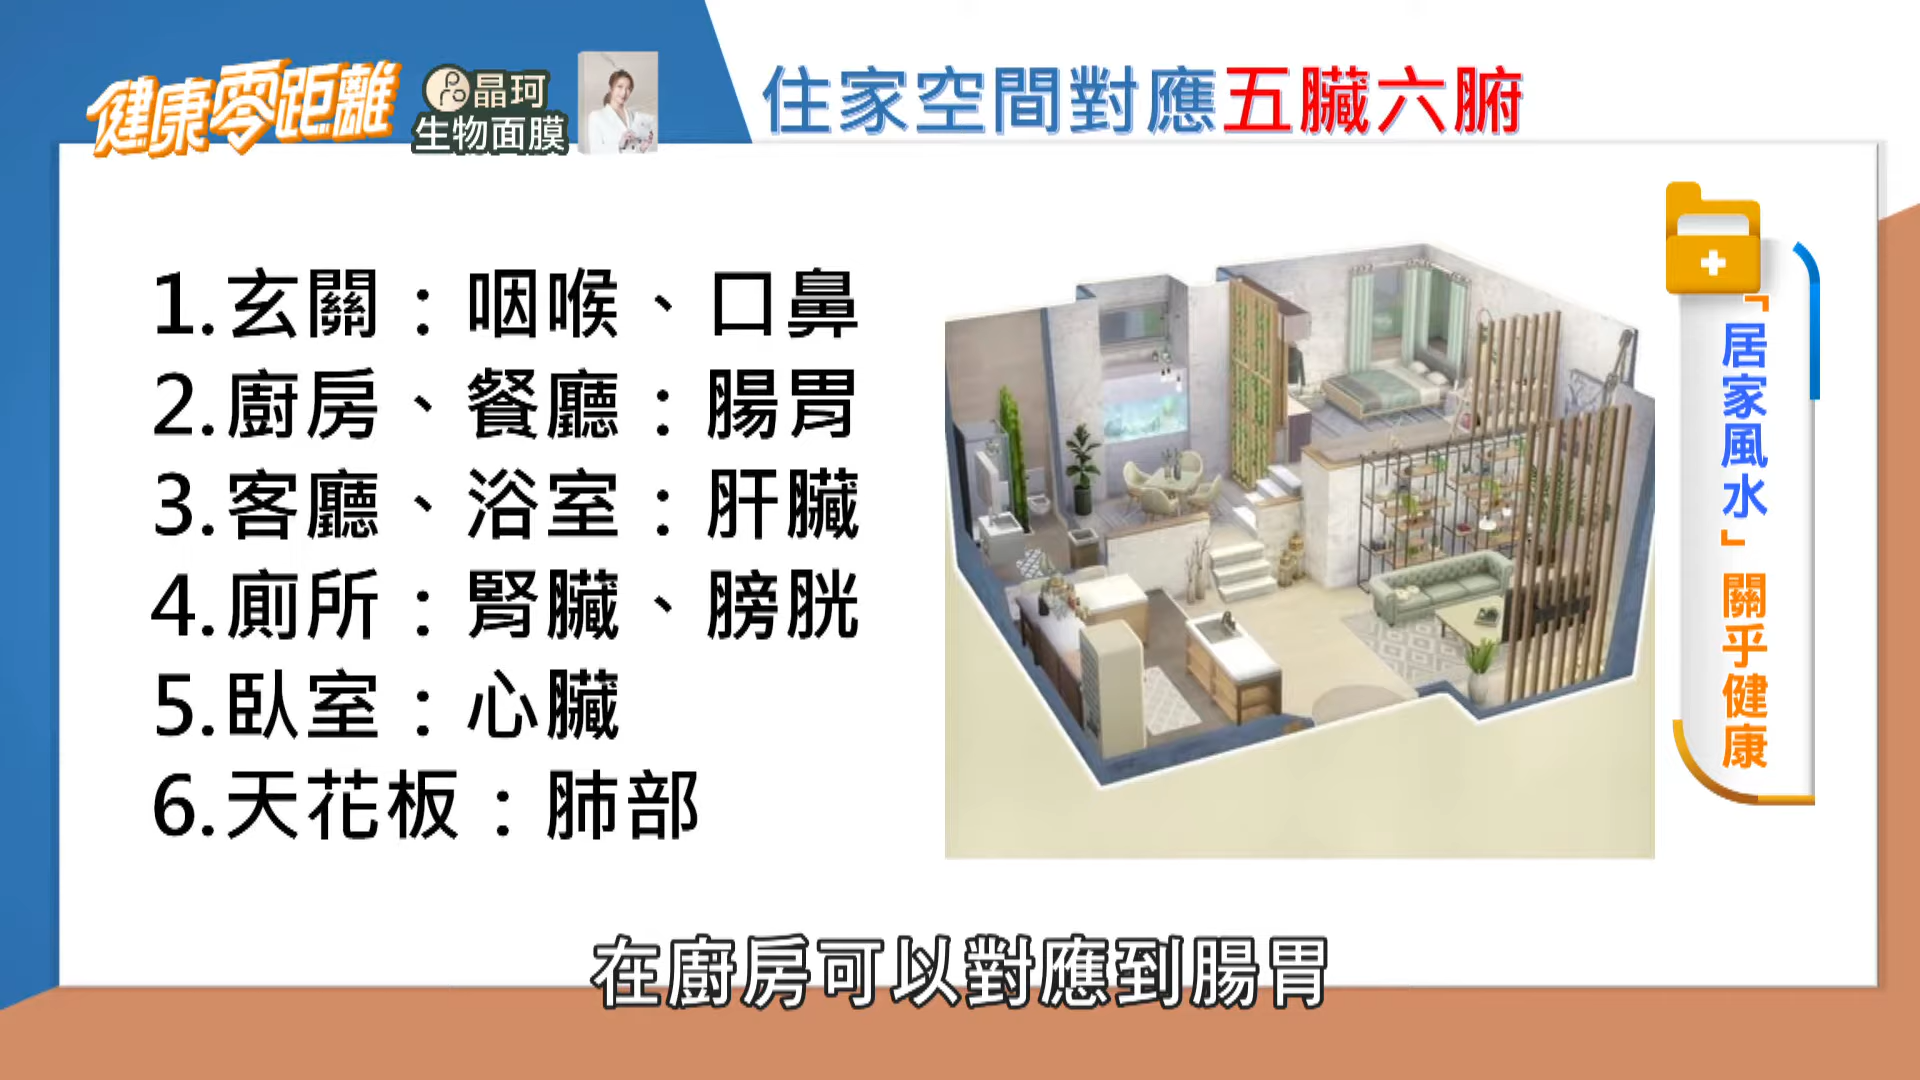 健康零距離
晶珂
生物面膜
住家空間對應五臟六腑
1.玄關：咽喉、口鼻
2.廚房、餐廳：腸胃
3.客廳、浴室：肝臟
4.廁所：腎臟、膀胱
5.臥室：心臟
6.天花板：肺部
「居家風水」關乎健康
在廚房可以對應到腸胃